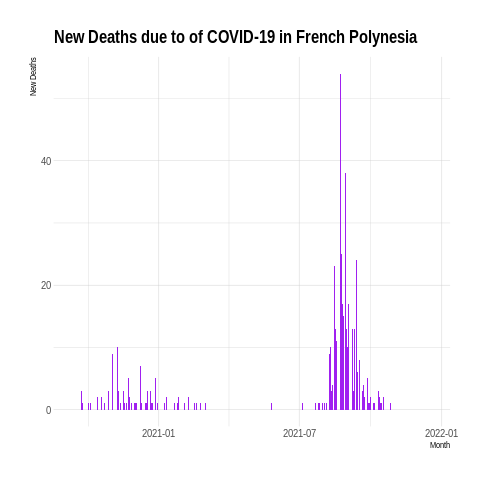 New Deaths due to of COVID-19 in French Polynesia
New Deaths
40
20
0
2021-01
2021-07
2022-01
Month